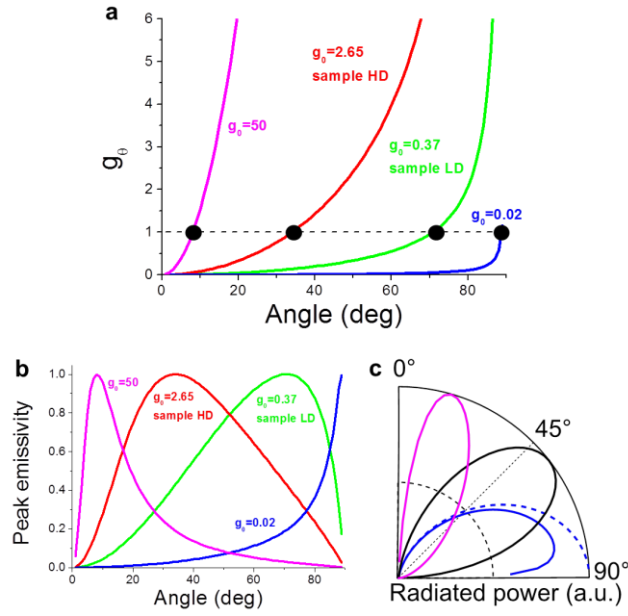 a
6
5
4
3
2
1
0
g_θ
g₀=50
g₀=2.65
sample HD
g₀=0.37
sample LD
g₀=0.02
0 20 40 60 80
Angle (deg)
b
1.0
0.8
0.6
0.4
0.2
0.0
Peak emissivity
g₀=50
g₀=2.65
sample HD
g₀=0.37
sample LD
g₀=0.02
0 20 40 60 80
Angle (deg)
c
0°
45°
90°
Radiated power (a.u.)